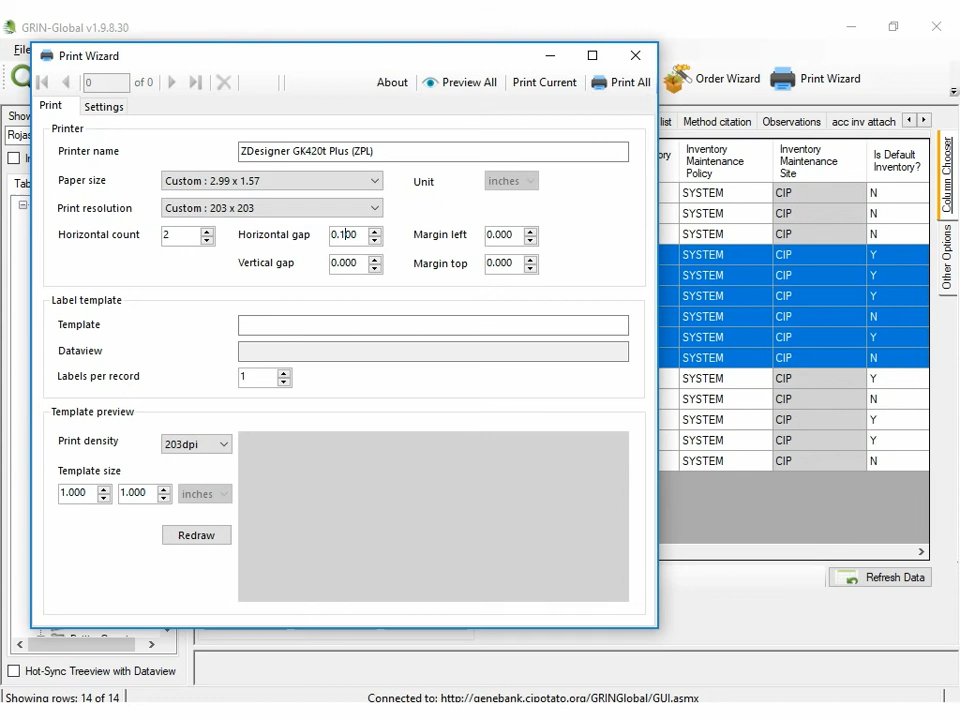 GRIN-Global v1.9.8.30
File
Print Wizard
0 of 0 About Preview All Print Current Print All
Order Wizard Print Wizard
Print Settings
list Method citation Observations acc inv attach
Printer
Printer name ZDesigner GK420t Plus (ZPL)
Paper size Custom : 2.99 x 1.57 Unit inches
Print resolution Custom : 203 x 203
Horizontal count 2 Horizontal gap 0.100 Margin left 0.000
Vertical gap 0.000 Margin top 0.000
Label template
Template
Dataview
Labels per record 1
Template preview
Print density 203dpi
Template size
1.000 1.000 inches
Redraw
Inventory Maintenance Policy Inventory Maintenance Site Is Default Inventory?
SYSTEM CIP N
SYSTEM CIP N
SYSTEM CIP N
SYSTEM CIP Y
SYSTEM CIP Y
SYSTEM CIP Y
SYSTEM CIP N
SYSTEM CIP Y
SYSTEM CIP N
SYSTEM CIP Y
SYSTEM CIP N
SYSTEM CIP Y
SYSTEM CIP Y
SYSTEM CIP N
Column Chooser
Other Options
Refresh Data
Hot-Sync Treeview with Dataview
Showing rows: 14 of 14 Connected to: http://genebank.cipotato.org/GRINGlobal/GUI.asmx